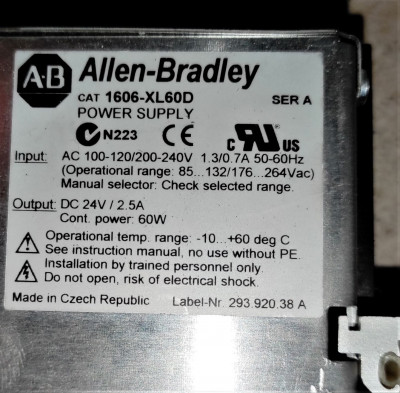 A·B Allen-Bradley
CAT 1606-XL60D SER A
POWER SUPPLY
N223 CE c UR US
Input: AC 100-120/200-240V 1.3/0.7A 50-60Hz
(Operational range: 85...132/176...264Vac)
Manual selector: Check selected range.
Output: DC 24V / 2.5A
Cont. power: 60W
Operational temp. range: -10...+60 deg C
See instruction manual, no use without PE.
Installation by trained personnel only.
Do not open, risk of electrical shock.
Made in Czech Republic Label-Nr. 293.920.38 A